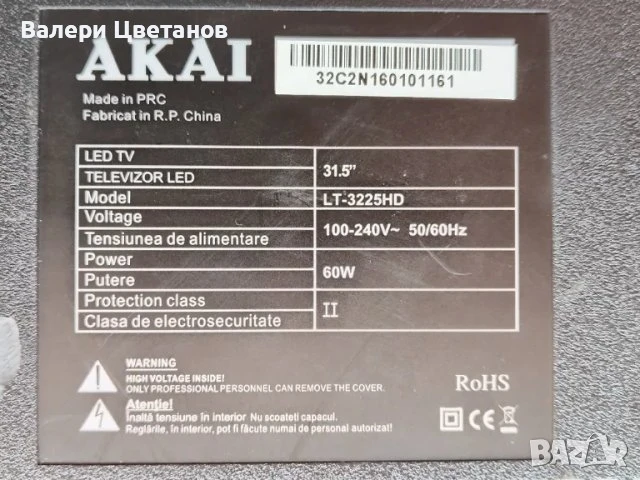 Валери Цветанов
AKAI
32C2N160101161
Made in PRC
Fabricat in R.P. China
LED TV
TELEVIZOR LED
31.5"
Model
LT-3225HD
Voltage
Tensiunea de alimentare
100-240V~ 50/60Hz
Power
Putere
60W
Protection class
Clasa de electrosecuritate
II
WARNING
HIGH VOLTAGE INSIDE!
ONLY PROFESSIONAL PERSONNEL CAN REMOVE THE COVER.
Atenție!
Înaltă tensiune în interior Nu scoateti capacul.
Reglările, în interior, pot fi făcute numai de personal autorizat!
RoHS
CE
BAZAR